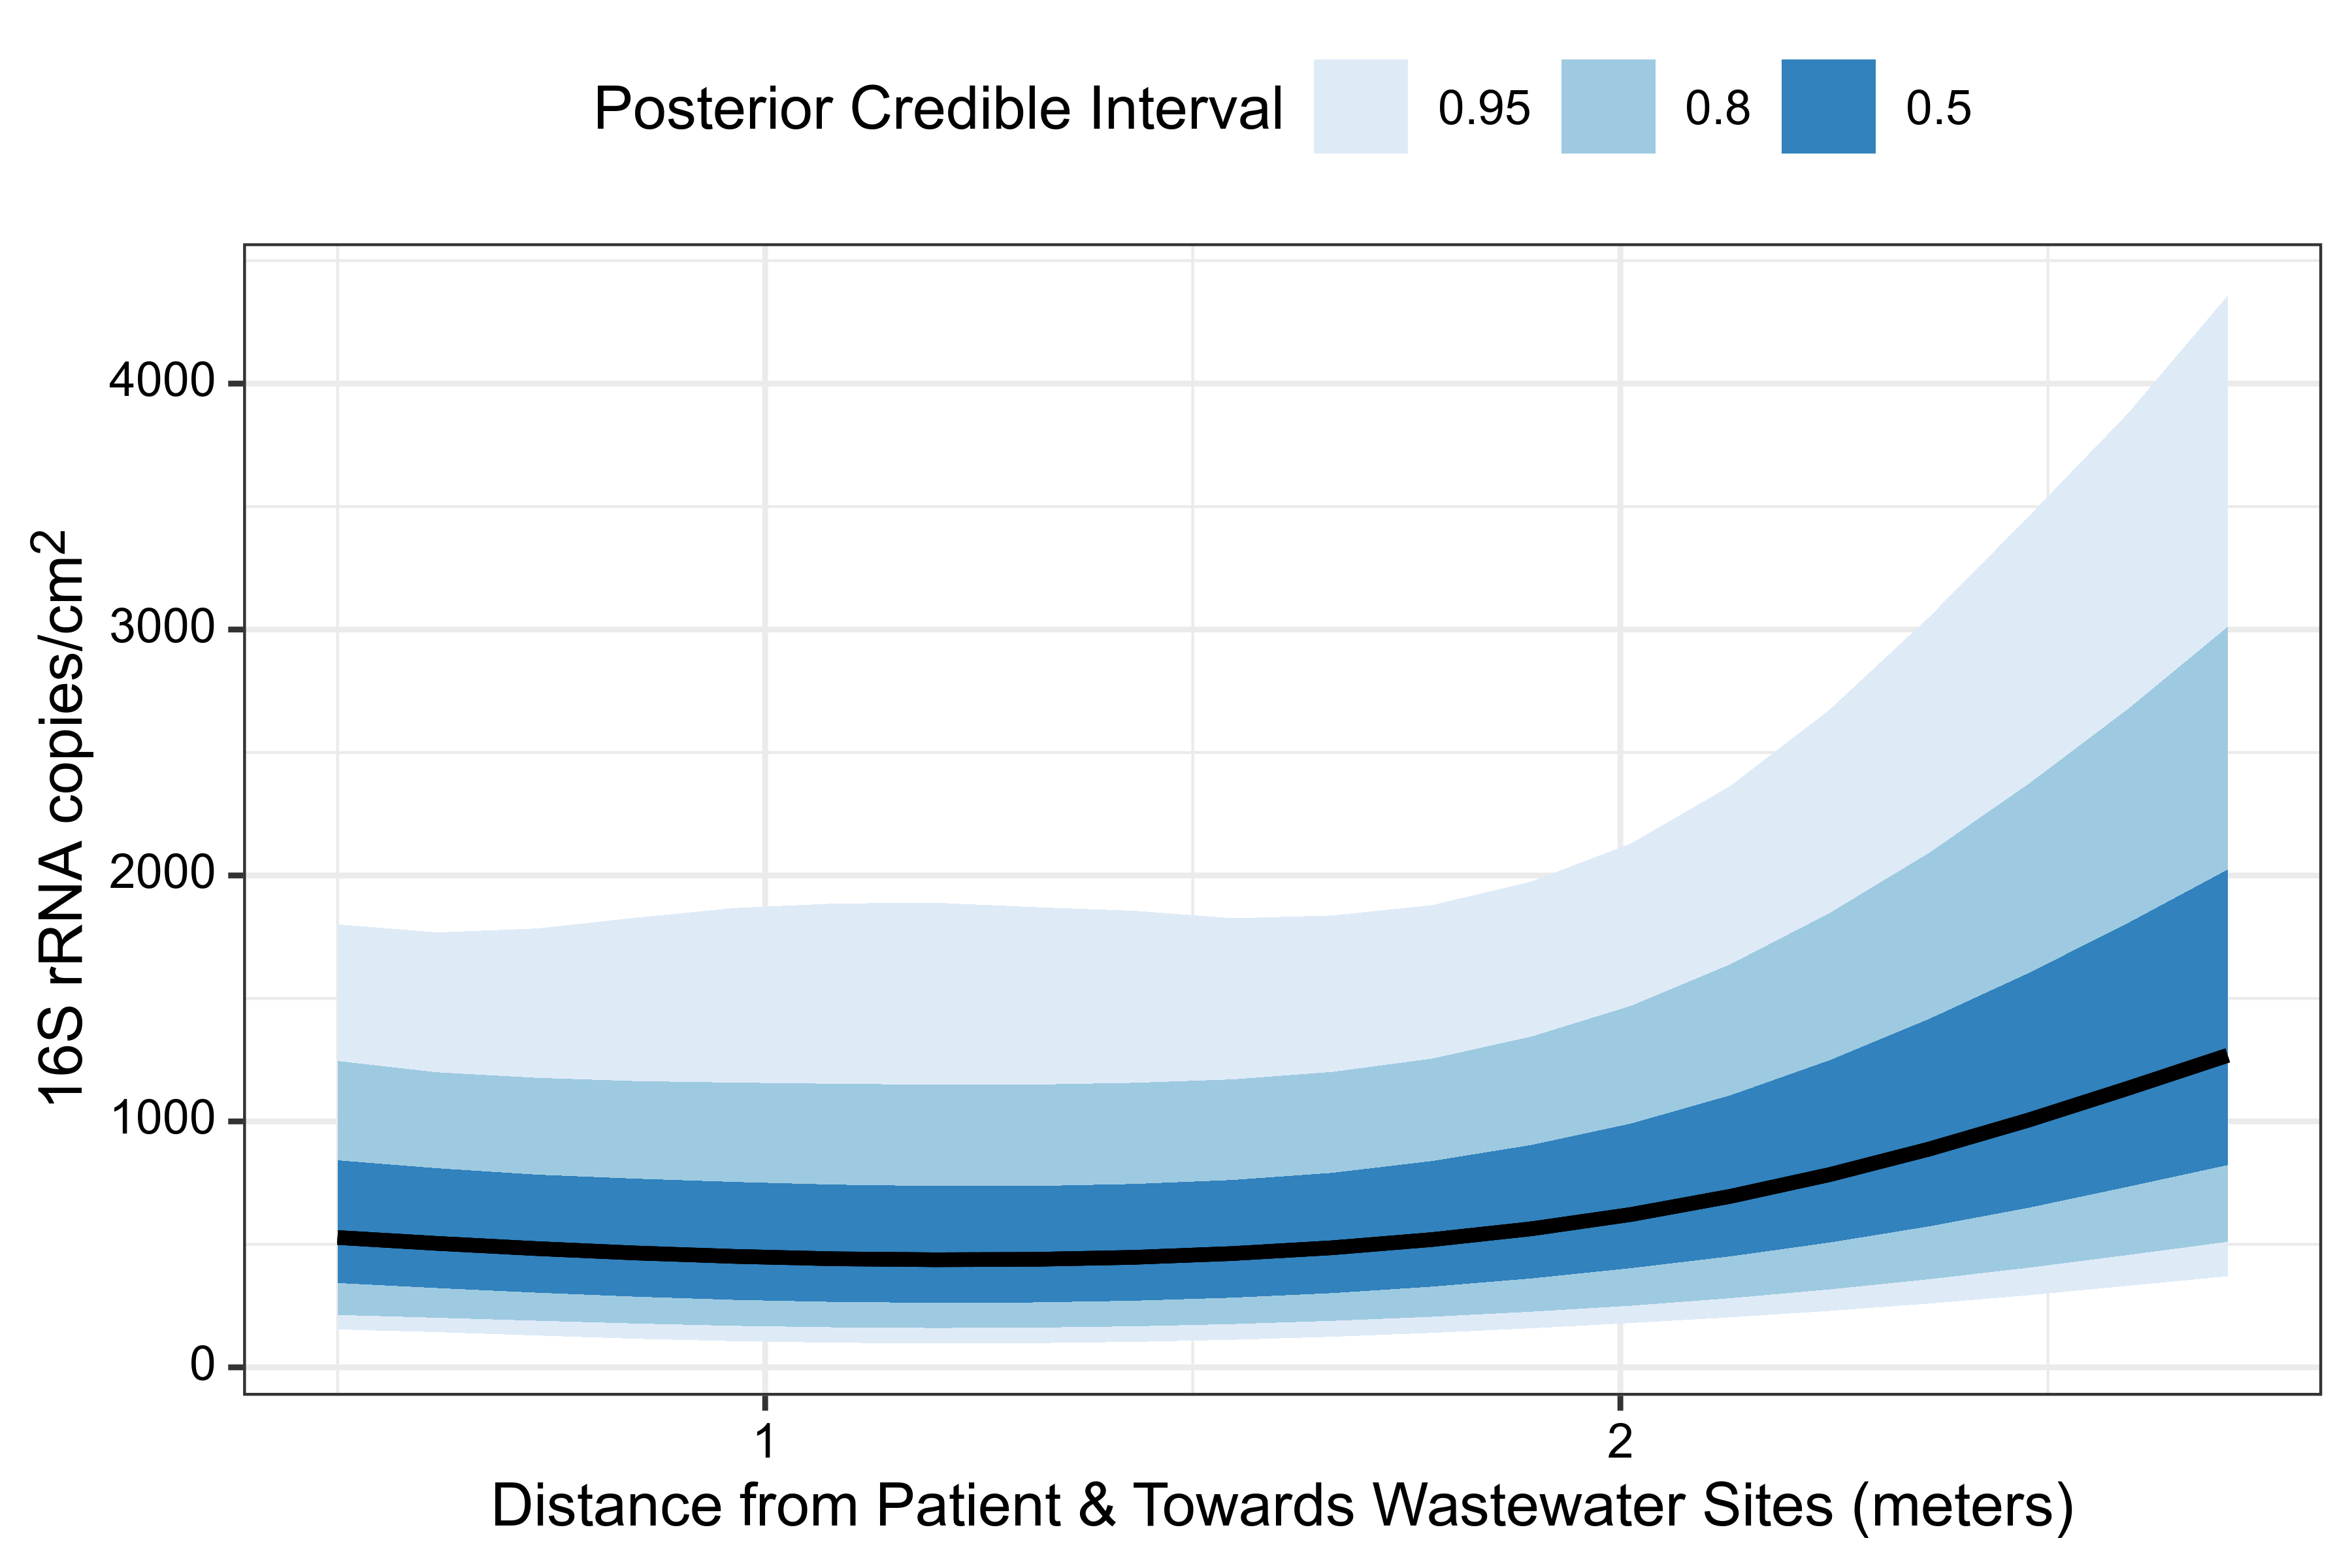 Posterior Credible Interval 0.95 0.8 0.5
16S rRNA copies/cm²
4000
3000
2000
1000
0
1 2
Distance from Patient & Towards Wastewater Sites (meters)